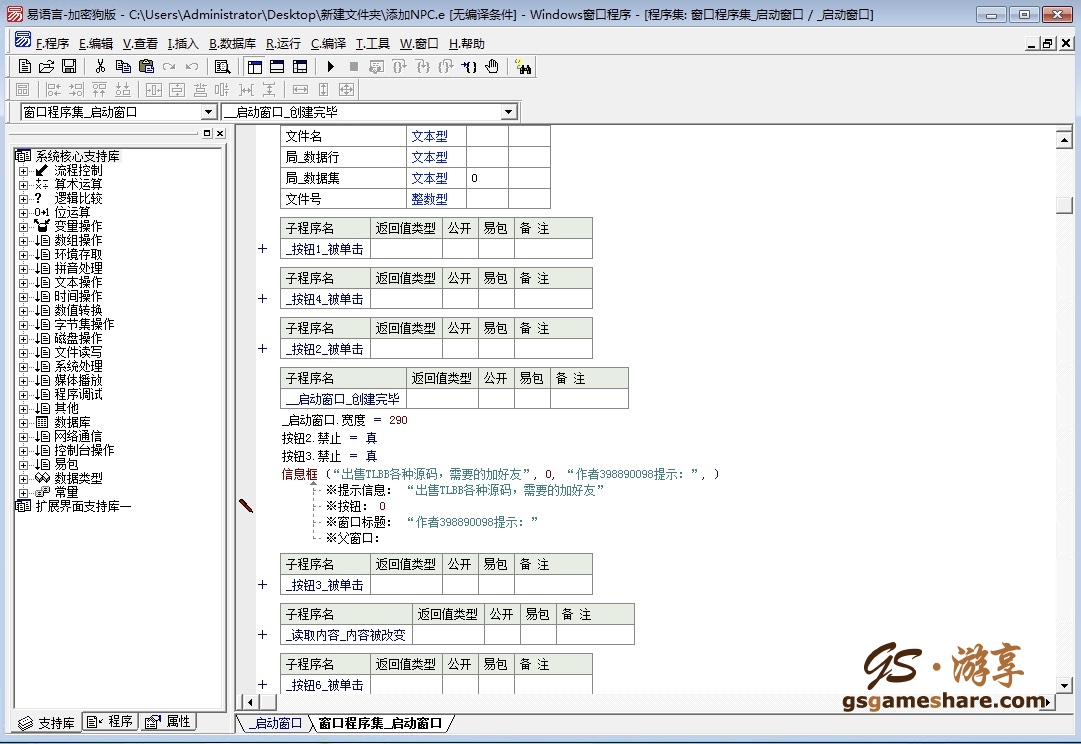 易语言-加密狗版 - C:\Users\Administrator\Desktop\新建文件夹\添加NPC.e [无编译条件] - Windows窗口程序 - [程序集: 窗口程序集_启动窗口 / _启动窗口]
F.程序 E.编辑 V.查看 I.插入 B.数据库 R.运行 C.编译 T.工具 W.窗口 H.帮助
窗口程序集_启动窗口 __启动窗口_创建完毕
系统核心支持库
流程控制
算术运算
逻辑比较
位运算
变量操作
数组操作
环境存取
拼音处理
文本操作
时间操作
数值转换
字节集操作
磁盘操作
文件读写
系统处理
媒体播放
程序调试
其他
数据库
网络通信
控制台操作
易包
数据类型
常量
扩展界面支持库一
支持库 程序 属性
文件名 文本型
局_数据行 文本型
局_数据集 文本型 0
文件号 整数型
子程序名 返回值类型 公开 易包 备 注
_按钮1_被单击
子程序名 返回值类型 公开 易包 备 注
_按钮4_被单击
子程序名 返回值类型 公开 易包 备 注
_按钮2_被单击
子程序名 返回值类型 公开 易包 备 注
__启动窗口_创建完毕
_启动窗口.宽度 = 290
按钮2.禁止 = 真
按钮3.禁止 = 真
信息框 (“出售TLBB各种源码，需要的加好友”, 0, “作者398890098提示：”, )
※提示信息： “出售TLBB各种源码，需要的加好友”
※按钮： 0
※窗口标题： “作者398890098提示：”
※父窗口：
子程序名 返回值类型 公开 易包 备 注
_按钮3_被单击
子程序名 返回值类型 公开 易包 备 注
_读取内容_内容被改变
子程序名 返回值类型 公开 易包 备 注
_按钮6_被单击
_启动窗口 窗口程序集_启动窗口
GS·游享
gsgameshare.com